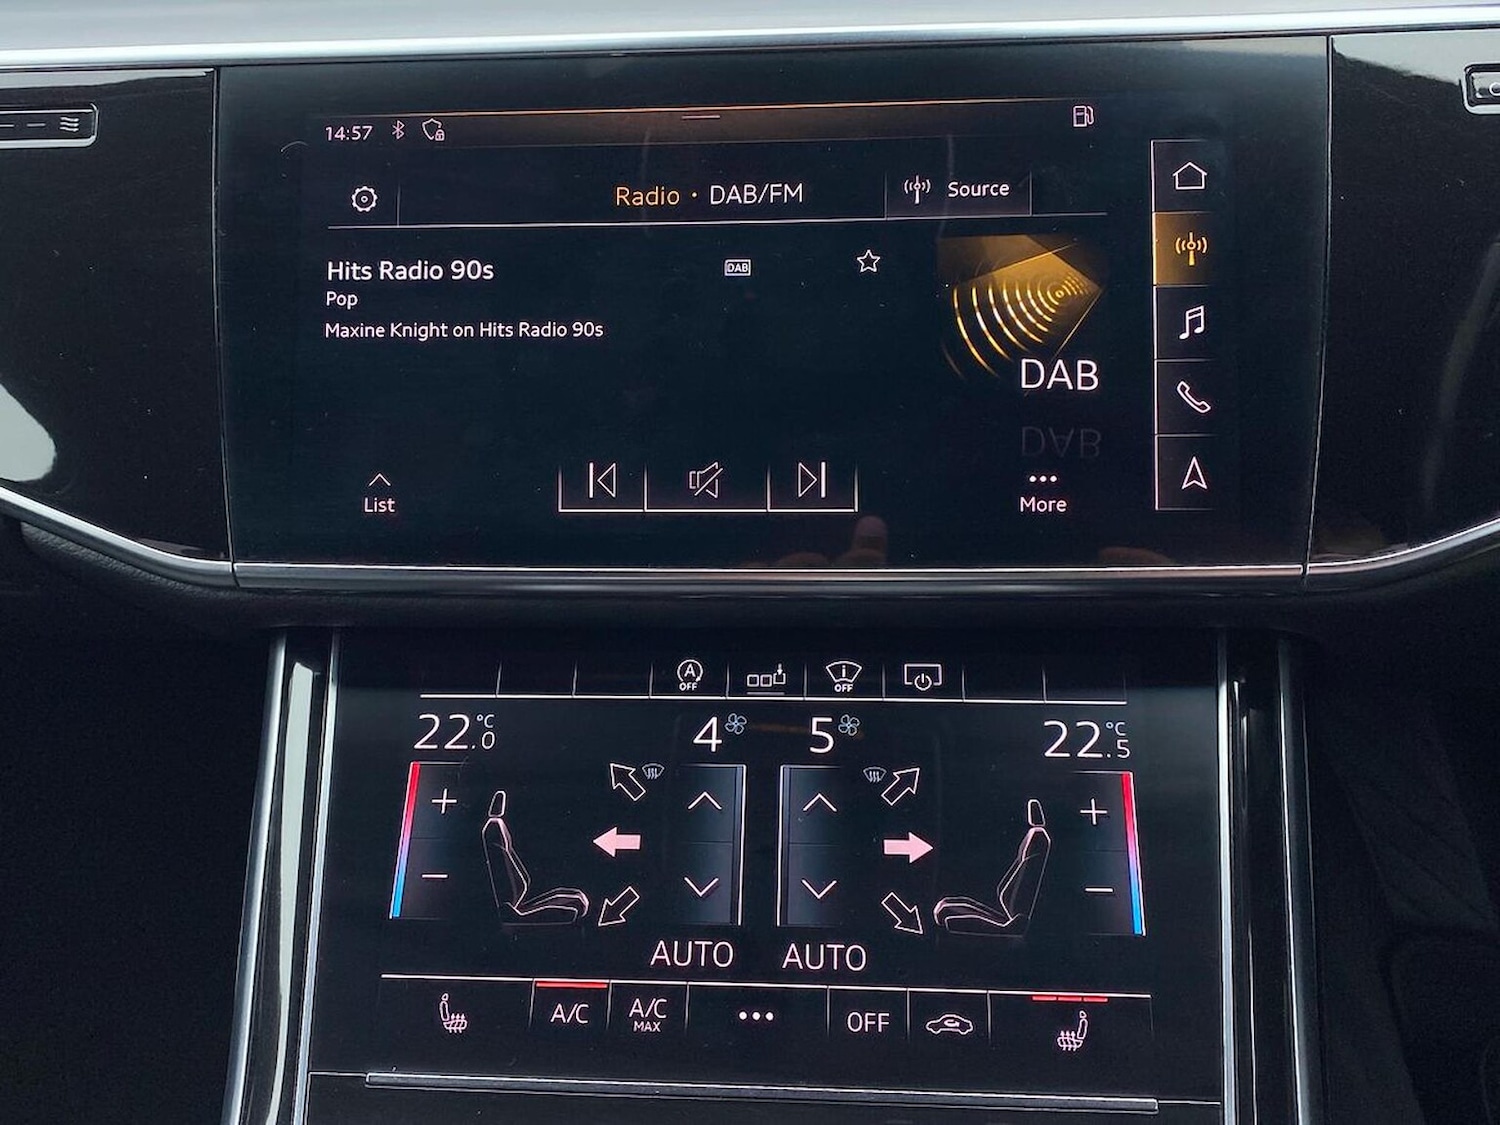 14:57
Radio · DAB/FM
Source
Hits Radio 90s
DAB
Pop
Maxine Knight on Hits Radio 90s
DAB
List
More
A
OFF
OFF
22.0 °C
4
5
22.5 °C
AUTO
AUTO
A/C
A/C
MAX
OFF